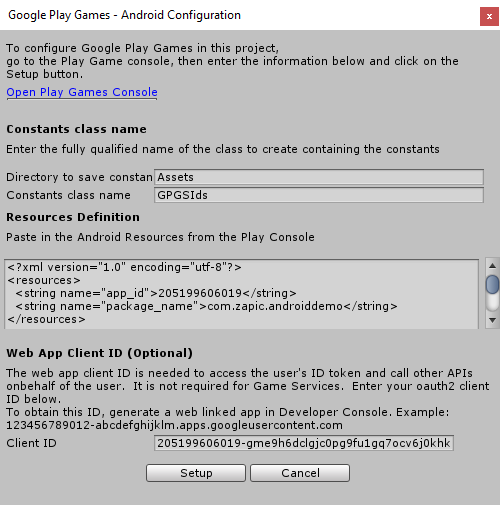 Google Play Games - Android Configuration
x
To configure Google Play Games in this project,
go to the Play Game console, then enter the information below and click on the
Setup button.
Open Play Games Console
Constants class name
Enter the fully qualified name of the class to create containing the constants
Directory to save constan Assets
Constants class name GPGSIds
Resources Definition
Paste in the Android Resources from the Play Console
<?xml version="1.0" encoding="utf-8"?>
<resources>
<string name="app_id">205199606019</string>
<string name="package_name">com.zapic.androiddemo</string>
</resources>
Web App Client ID (Optional)
The web app client ID is needed to access the user's ID token and call other APIs
onbehalf of the user.  It is not required for Game Services.  Enter your oauth2 client
ID below.
To obtain this ID, generate a web linked app in Developer Console. Example:
123456789012-abcdefghijklm.apps.googleusercontent.com
Client ID 205199606019-gme9h6dclgjc0pg9fu1gq7ocv6j0khk
Setup Cancel